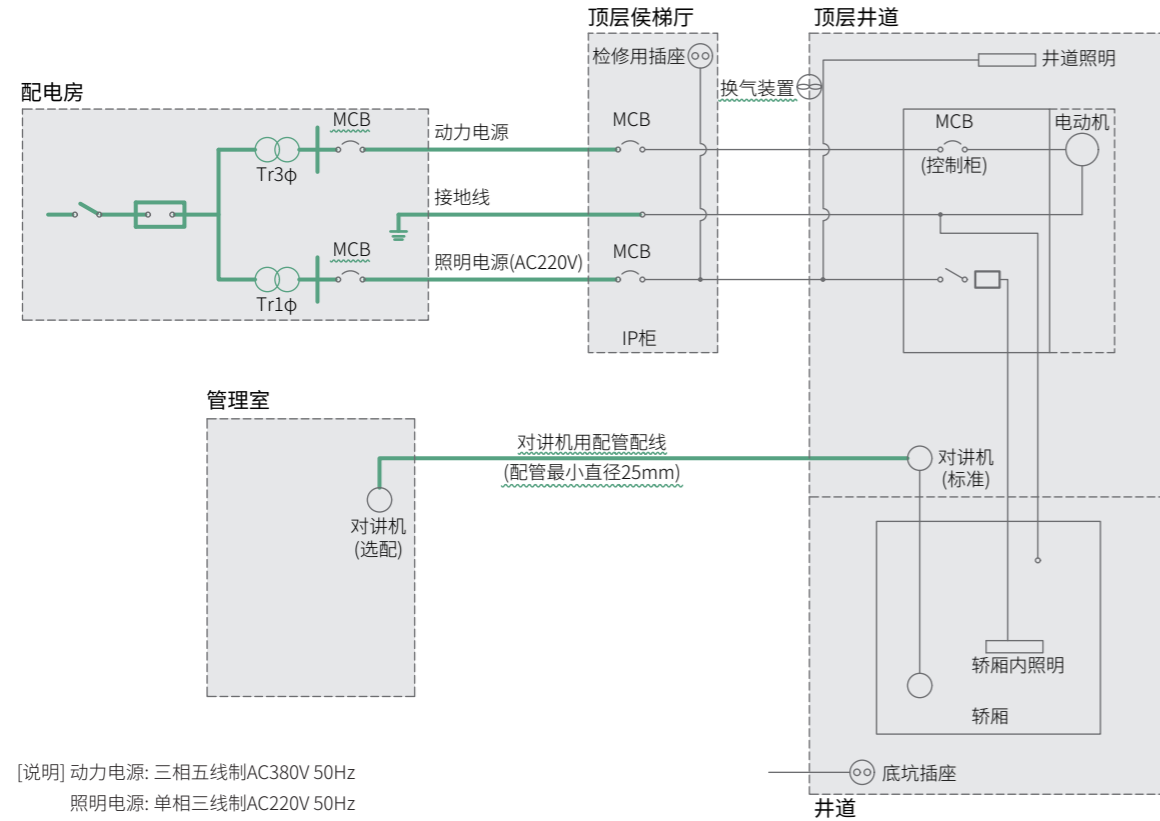 顶层侯梯厅
顶层井道
检修用插座
井道照明
换气装置
配电房
MCB
动力电源
MCB
MCB
电动机
Tr3φ
(控制柜)
接地线
MCB
照明电源(AC220V)
MCB
Tr1φ
IP柜
管理室
对讲机用配管配线
(配管最小直径25mm)
对讲机
(标准)
对讲机
(选配)
轿厢内照明
轿厢
[说明] 动力电源: 三相五线制AC380V 50Hz
照明电源: 单相三线制AC220V 50Hz
底坑插座
井道